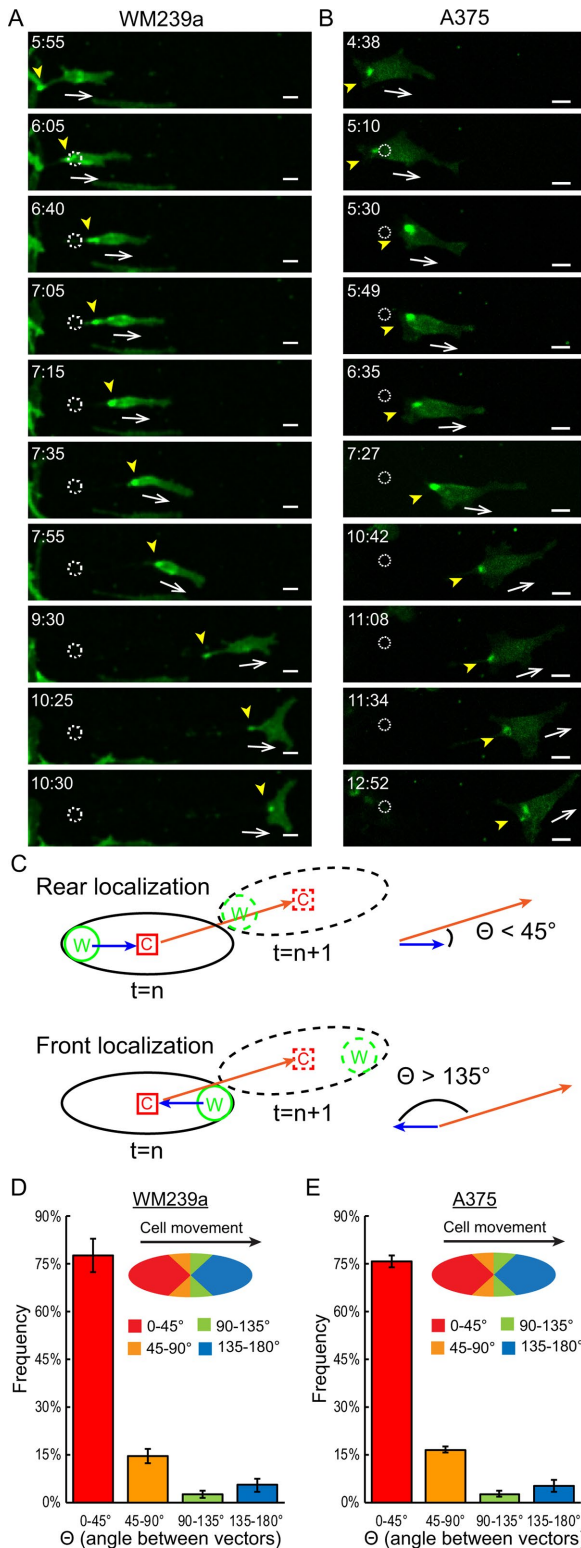 A
WM239a
5:55
6:05
6:40
7:05
7:15
7:35
7:55
9:30
10:25
10:30
B
A375
4:38
5:10
5:30
5:49
6:35
7:27
10:42
11:08
11:34
12:52
C
Rear localization
W
C
W
C
t=n
t=n+1
Θ < 45°
Front localization
C
W
C
W
t=n
t=n+1
Θ > 135°
D
WM239a
Cell movement
0-45°
90-135°
45-90°
135-180°
Frequency
90%
75%
60%
45%
30%
15%
0%
0-45°
45-90°
90-135°
135-180°
Θ (angle between vectors)
E
A375
Cell movement
0-45°
90-135°
45-90°
135-180°
Frequency
90%
75%
60%
45%
30%
15%
0%
0-45°
45-90°
90-135°
135-180°
Θ (angle between vectors)